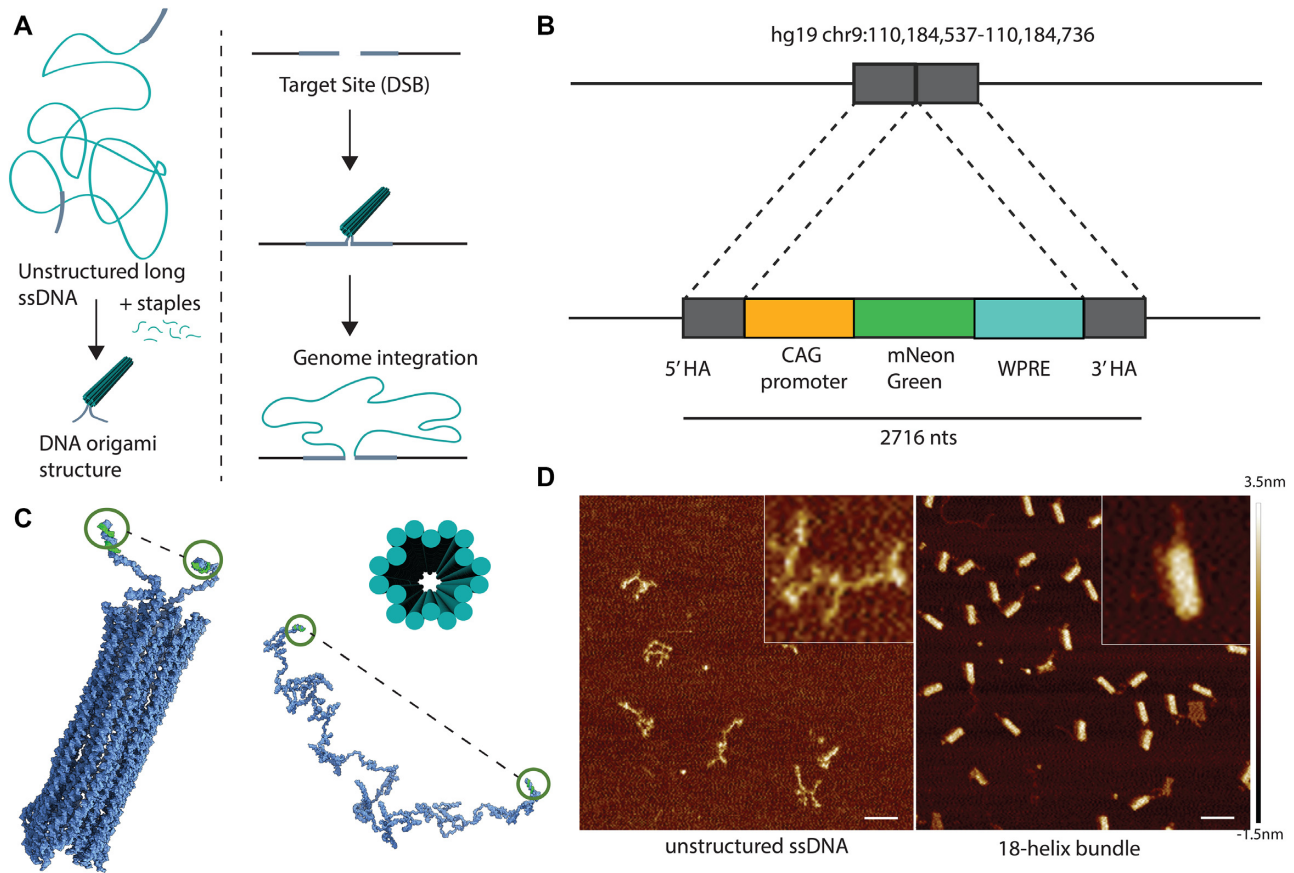 A
Unstructured long
ssDNA
+ staples
DNA origami
structure
Target Site (DSB)
Genome integration
B
hg19 chr9:110,184,537-110,184,736
5’ HA
CAG
promoter
mNeon
Green
WPRE
3’ HA
2716 nts
C
D
3.5nm
-1.5nm
unstructured ssDNA
18-helix bundle